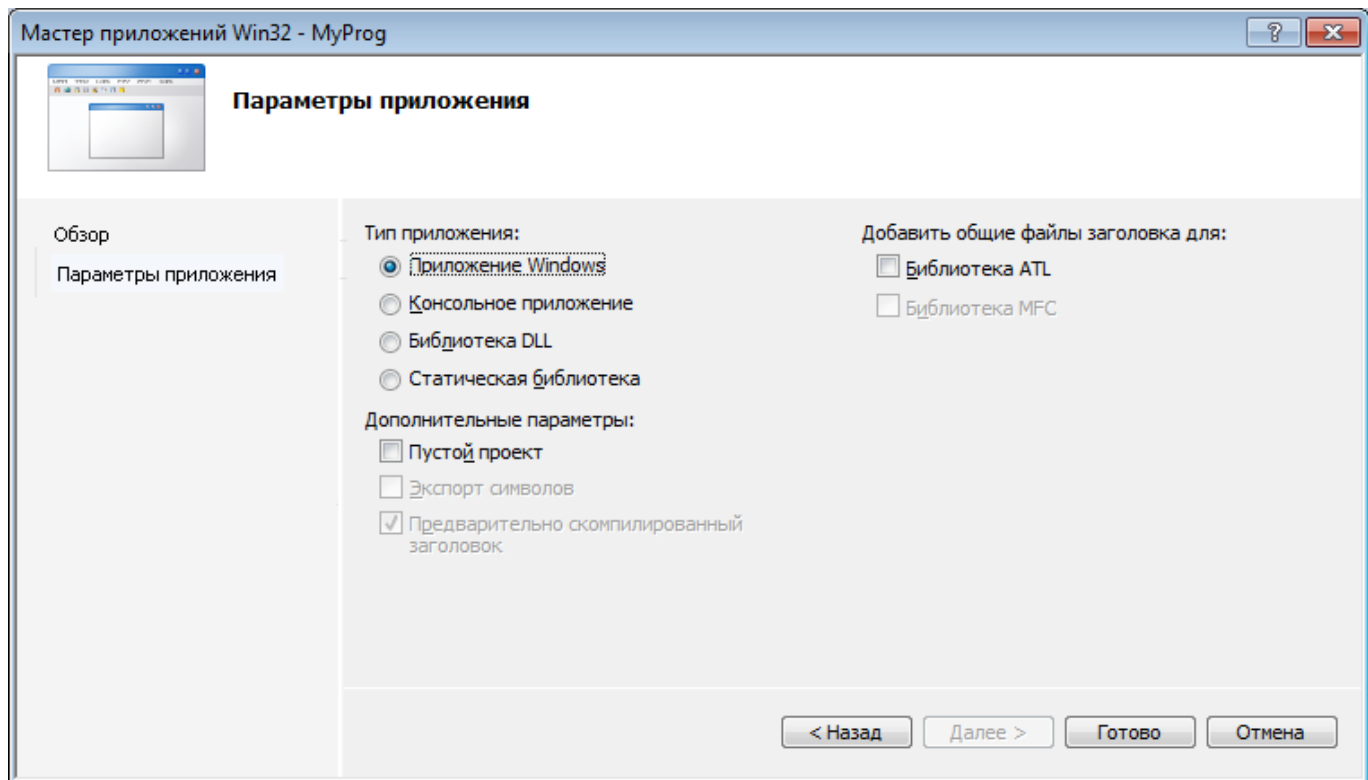 Мастер приложений Win32 - MyProg
Параметры приложения
Обзор
Параметры приложения
Тип приложения:
Приложение Windows
Консольное приложение
Библиотека DLL
Статическая библиотека
Дополнительные параметры:
Пустой проект
Экспорт символов
Предварительно скомпилированный
заголовок
Добавить общие файлы заголовка для:
Библиотека ATL
Библиотека MFC
< Назад
Далее >
Готово
Отмена